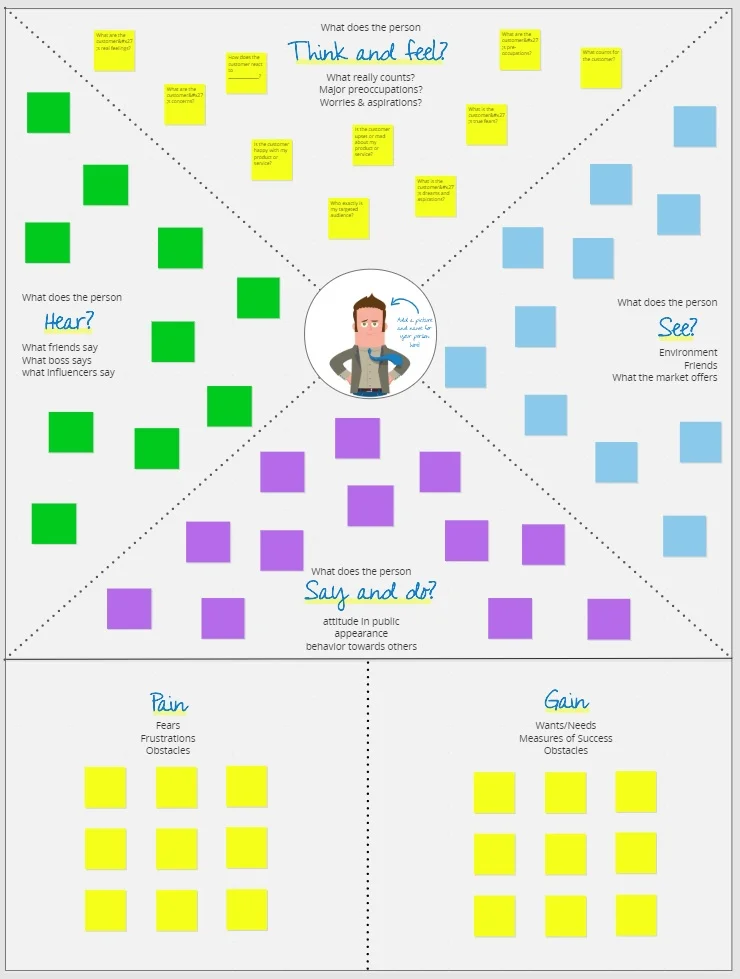 What does the person
Think and feel?
What really counts?
Major preoccupations?
Worries & aspirations?
What are the
customer&#x27
;s real feelings?
How does the
customer react
to
____________?
What are the
customer&#x27
;s concerns?
What are the
customer&#x27
;s pre-
occupations?
What counts for
the customer?
What is the
customer&#x27
;s true fears?
Is the customer
happy with my
product or
service?
Is the customer
upset or mad
about my
product or
service?
What is the
customer&#x27
;s dreams and
aspirations?
Who exactly is
my targeted
audience?
What does the person
Hear?
What friends say
What boss says
what influencers say
Add a picture
and name for
your person
here!
What does the person
See?
Environment
Friends
What the market offers
What does the person
Say and do?
attitude in public
appearance
behavior towards others
Pain
Fears
Frustrations
Obstacles
Gain
Wants/Needs
Measures of Success
Obstacles